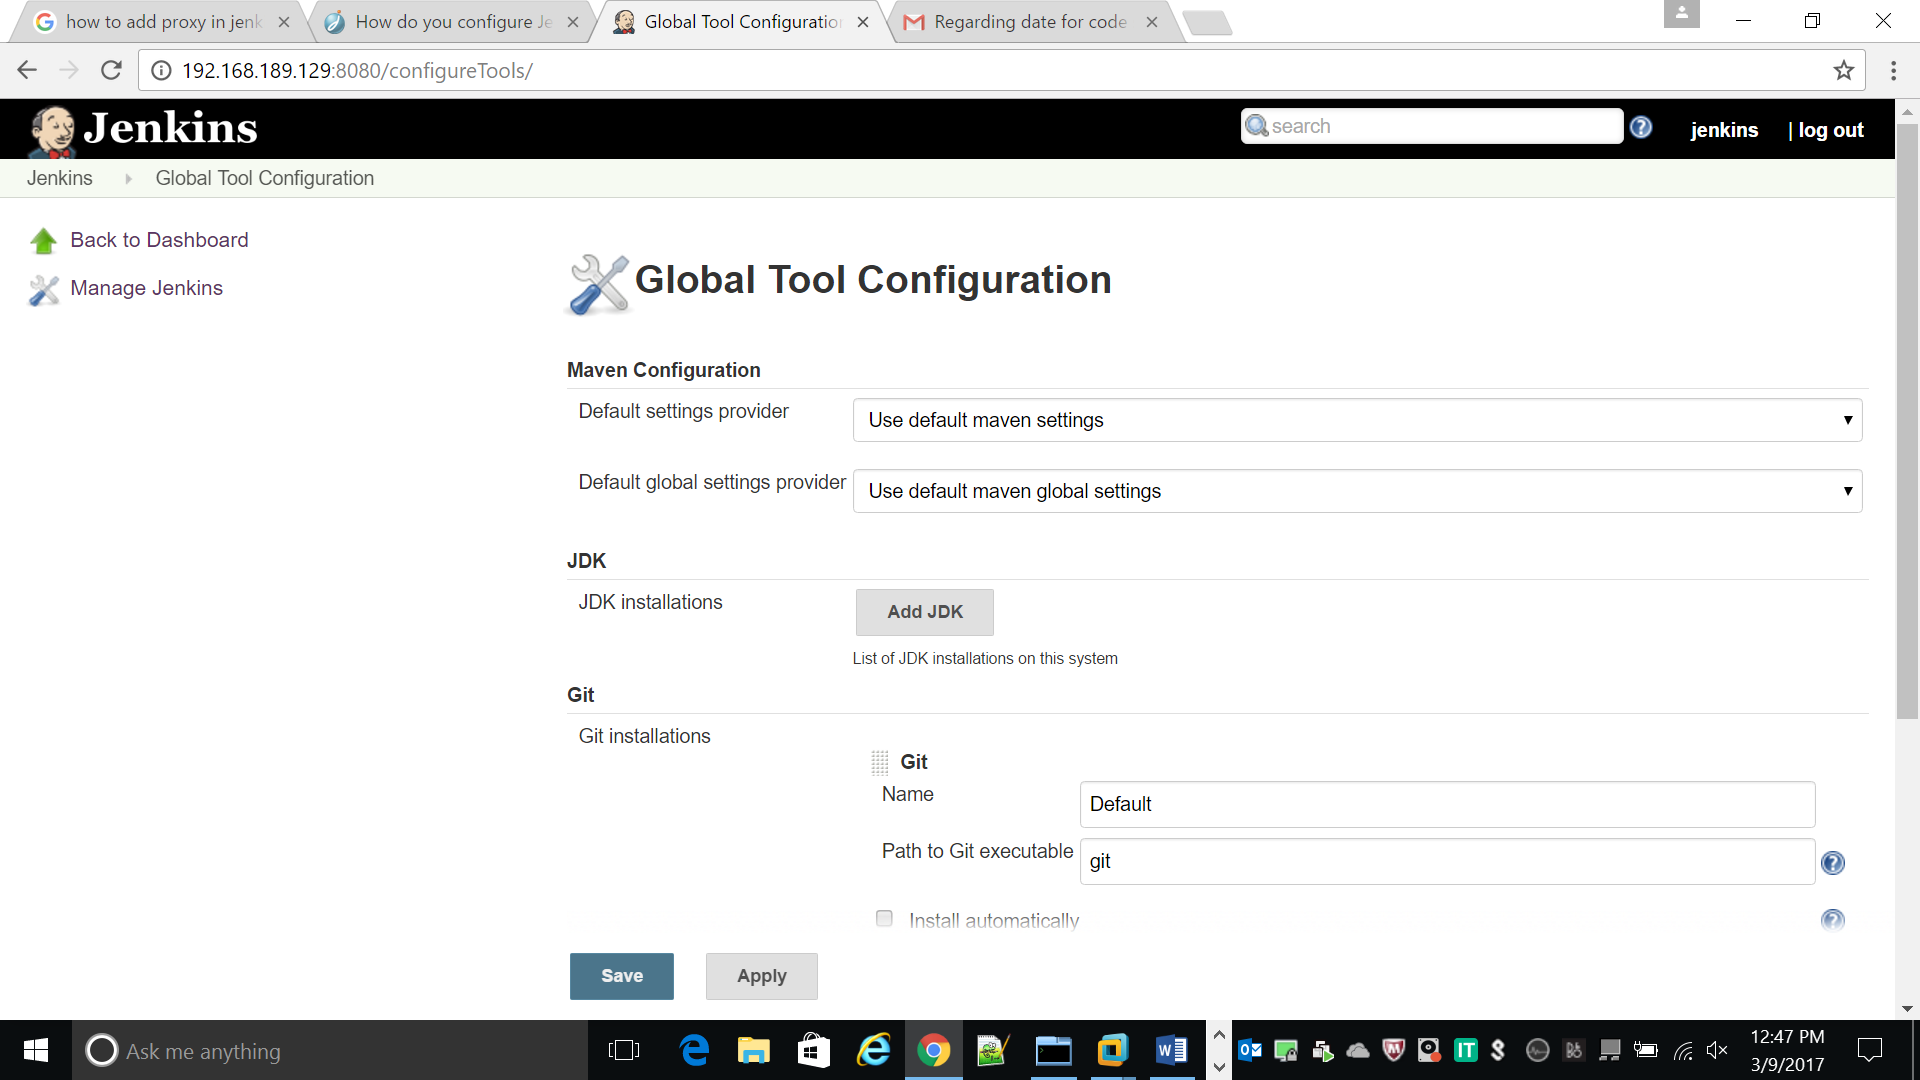 how to add proxy in jenk
How do you configure Je
Global Tool Configuration
Regarding date for code
192.168.189.129:8080/configureTools/
Jenkins
search
jenkins
| log out
Jenkins
Global Tool Configuration
Back to Dashboard
Manage Jenkins
Global Tool Configuration
Maven Configuration
Default settings provider
Use default maven settings
Default global settings provider
Use default maven global settings
JDK
JDK installations
Add JDK
List of JDK installations on this system
Git
Git installations
Git
Name
Default
Path to Git executable
git
Install automatically
Save
Apply
Ask me anything
IT
12:47 PM
3/9/2017